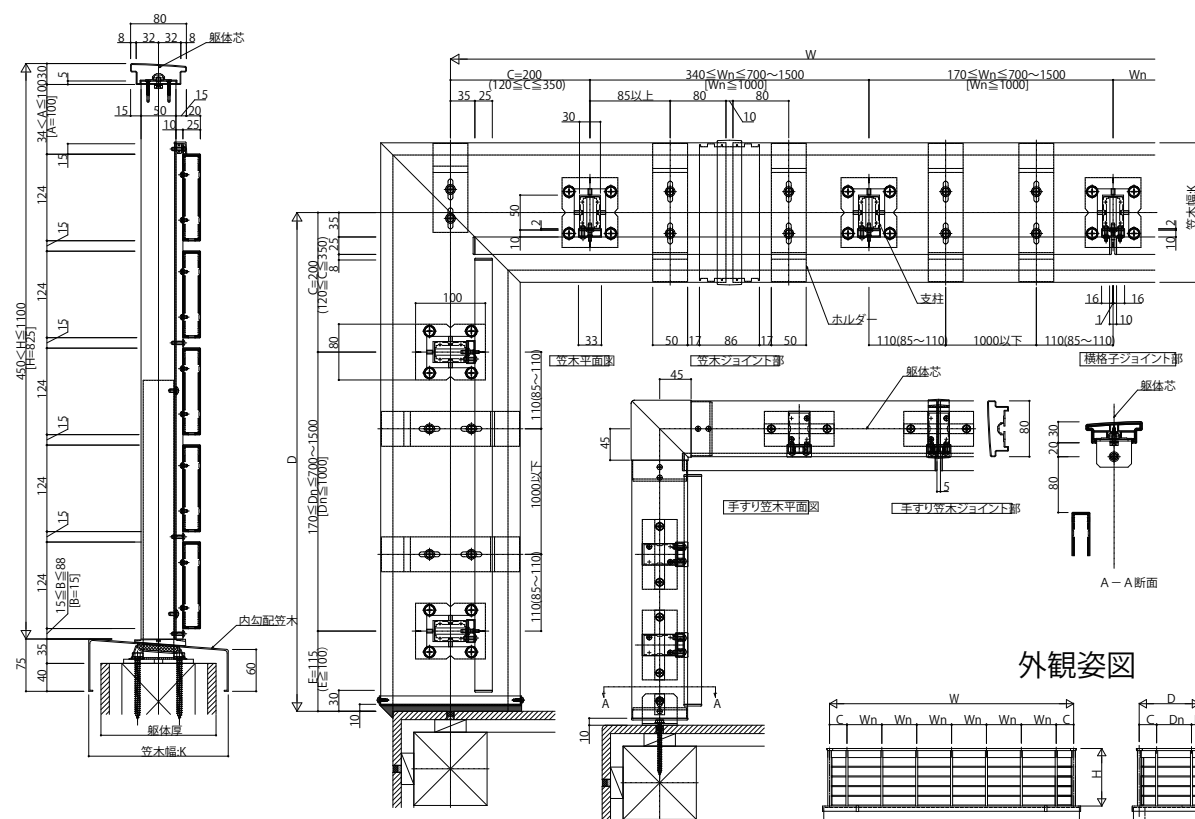 80
8 32 32 8
躯体芯
30
5
34≦A≦100
[A=100]
15
15 50 20
10 25
15
124
15
124
15
124
15
124
15
124
450≦H≦1100
[H=825]
15≦B≦88
[B=15]
内勾配笠木
75
35
40
60
躯体厚
笠木幅:K
W
C=200
(120≦C≦350)
340≦Wn≦700～1500
[Wn≦1000]
170≦Wn≦700～1500
[Wn≦1000]
Wn
35 25
85以上
80 80
10
30
50
2
10
2
10
笠木幅:K
支柱
ホルダー
33
50 17 86 17 50
110(85～110)
1000以下
110(85～110)
16 16
1 10
笠木平面図
笠木ジョイント部
横格子ジョイント部
35
25
8
C=200
(120≦C≦350)
100
80
D
170≦Dn≦700～1500
[Dn≦1000]
110(85～110)
1000以下
110(85～110)
E=115
(E≧100)
30
10
45
45
躯体芯
80
5
手すり笠木平面図
手すり笠木ジョイント部
A A
10
躯体芯
30
20
80
A－A断面
外観姿図
W
C Wn Wn Wn Wn Wn Wn C
H
D
C Dn